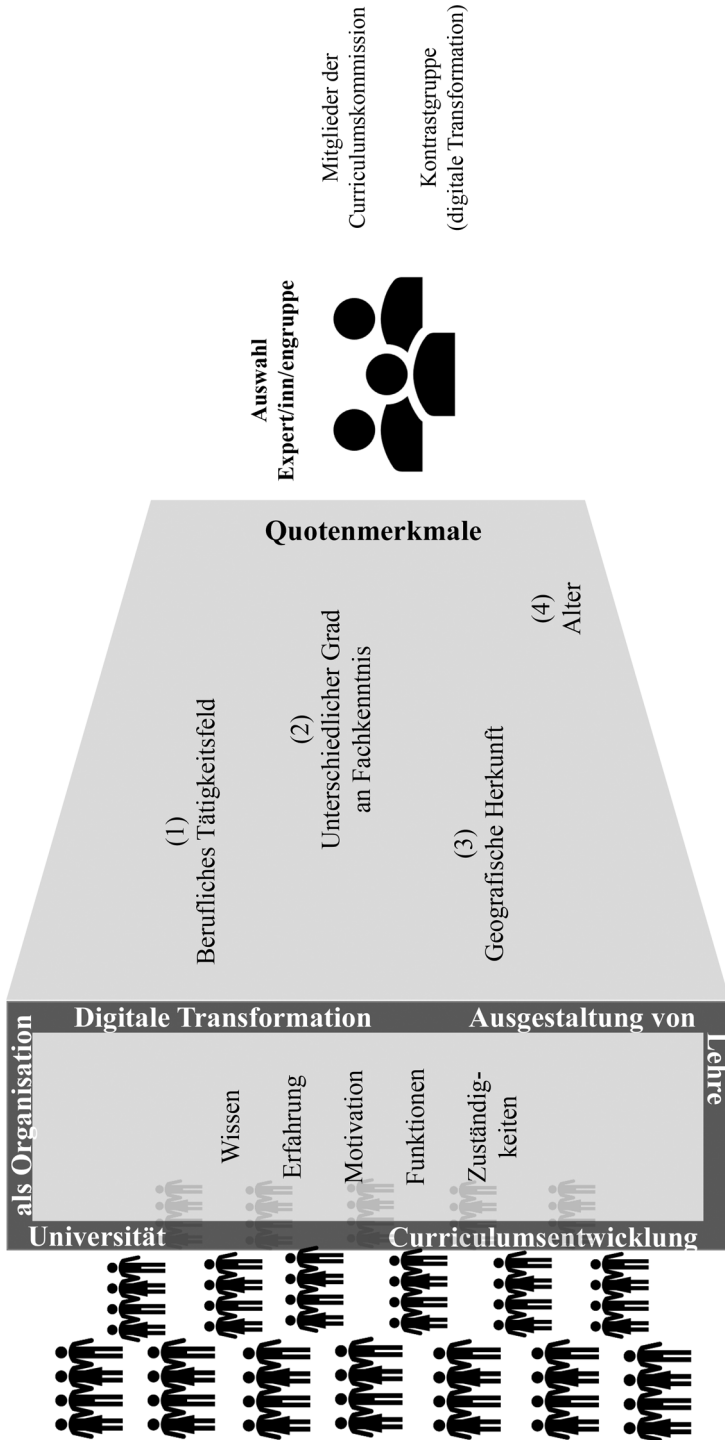 Universität
als Organisation
Digitale Transformation
Ausgestaltung von
Lehre
Curriculumsentwicklung
Wissen
Erfahrung
Motivation
Funktionen
Zuständig-
keiten
(1)
Berufliches Tätigkeitsfeld
(2)
Unterschiedlicher Grad
an Fachkenntnis
(3)
Geografische Herkunft
(4)
Alter
Quotenmerkmale
Auswahl
Expert/inn/engruppe
Mitglieder der
Curriculumskommission
Kontrastgruppe
(digitale Transformation)